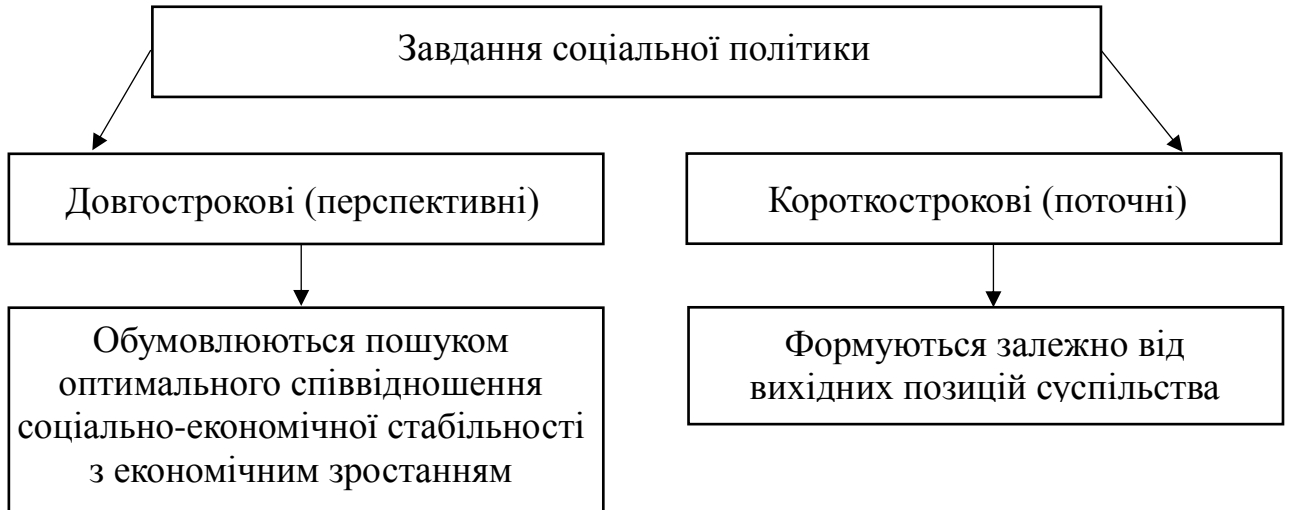 Завдання соціальної політики
Довгострокові (перспективні)
Короткострокові (поточні)
Обумовлюються пошуком
оптимального співвідношення
соціально-економічної стабільності
з економічним зростанням
Формуються залежно від
вихідних позицій суспільства